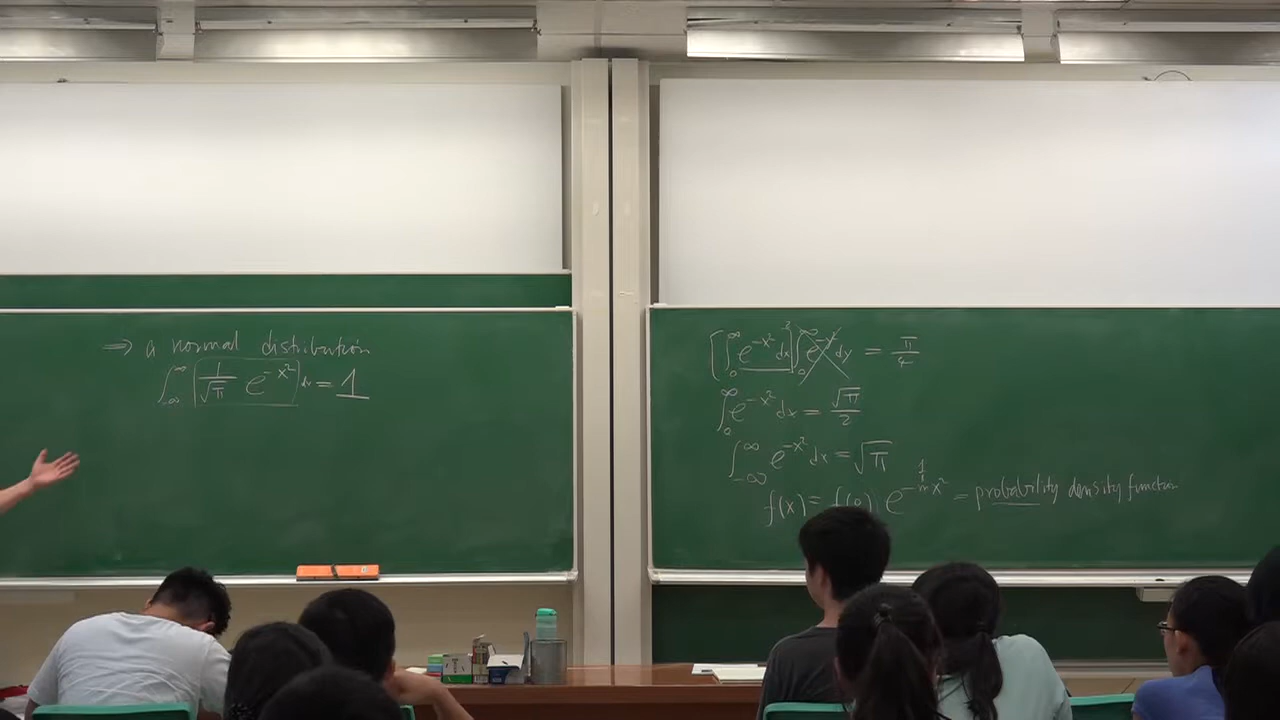 ⇒ a normal distribution
∫_{-∞}^{∞} [1/√π e^{-x²}] dx = 1
[∫_0^∞ e^{-x²} dx]² ∫_0^∞ e^{-y²} dy = π/4
∫_0^∞ e^{-x²} dx = √π/2
∫_{-∞}^{∞} e^{-x²} dx = √π
f(x) = f(0) e^{- x²} = probability density function